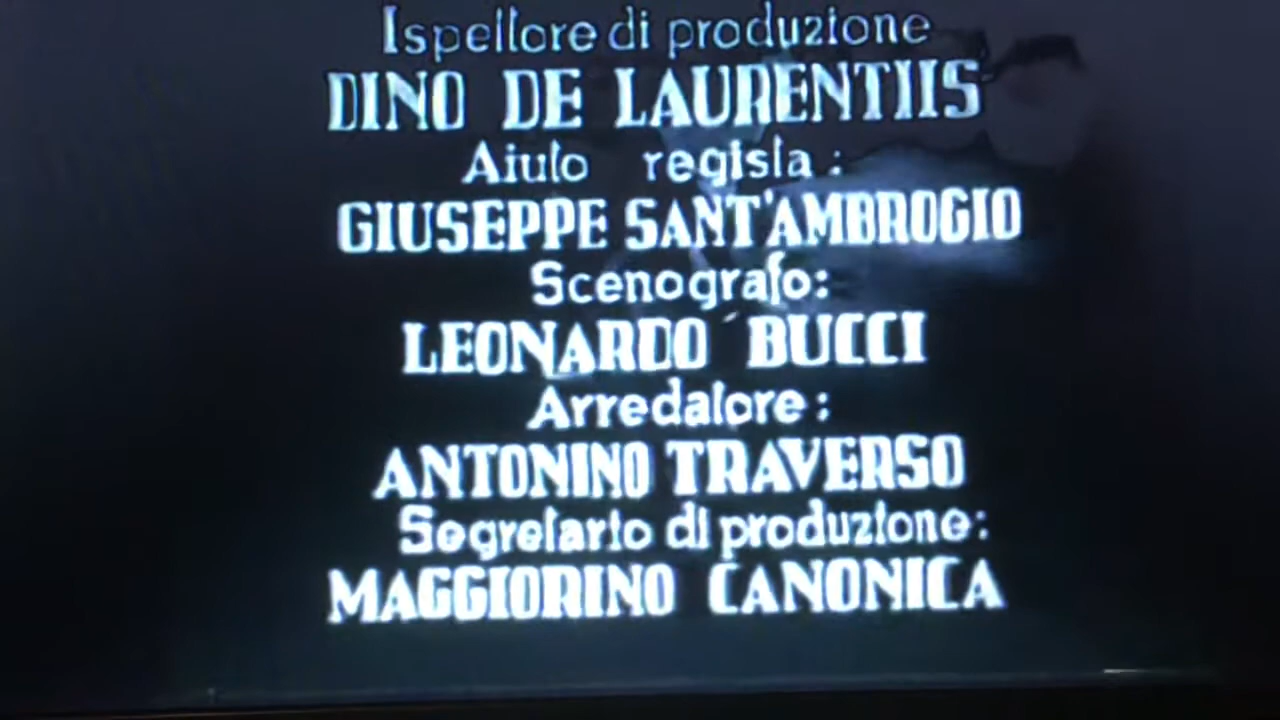 Ispettore di produzione
DINO DE LAURENTIIS
Aiuto regista:
GIUSEPPE SANT'AMBROGIO
Scenografo:
LEONARDO BUCCI
Arredatore:
ANTONINO TRAVERSO
Segretario di produzione:
MAGGIORINO CANONICA